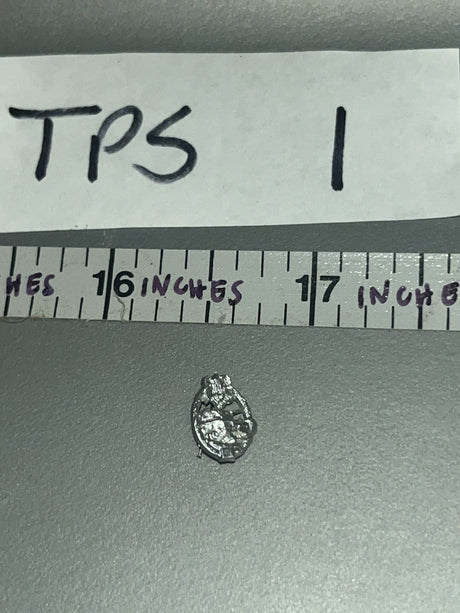 TPS 1
HES 16 INCHES 17 INCHE